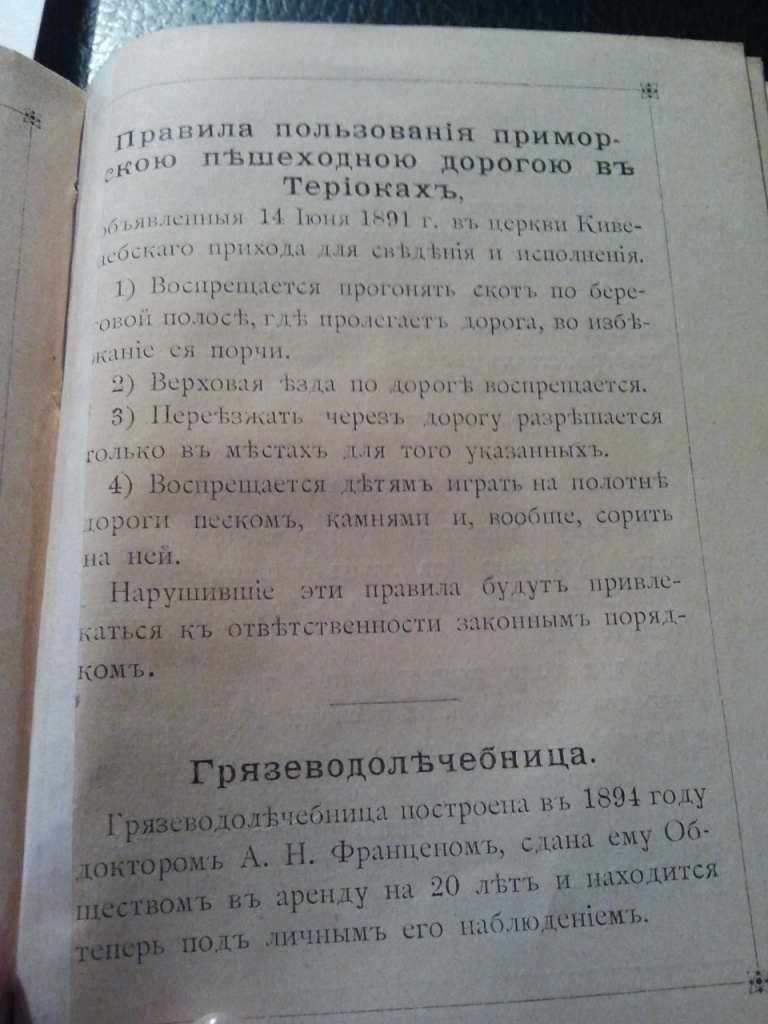 Правила пользованія примор-
скою пѣшеходною дорогою въ
Теріокахъ,
объявленныя 14 Іюня 1891 г. въ церкви Киве-
небскаго прихода для свѣдѣнія и исполненія.
1) Воспрещается прогонять скотъ по бере-
говой полосѣ, гдѣ пролегаетъ дорога, во избѣ-
жаніе ея порчи.
2) Верховая ѣзда по дорогѣ воспрещается.
3) Переѣзжать черезъ дорогу разрѣшается
только въ мѣстахъ для того указанныхъ.
4) Воспрещается дѣтямъ играть на полотнѣ
дороги пескомъ, камнями и, вообще, сорить
на ней.
Нарушившіе эти правила будутъ привле-
каться къ отвѣтственности законнымъ поряд-
комъ.
Грязеводолѣчебница.
Грязеводолѣчебница построена въ 1894 году
докторомъ А. Н. Франценомъ, сдана ему Об-
ществомъ въ аренду на 20 лѣтъ и находится
теперь подъ личнымъ его наблюденіемъ.